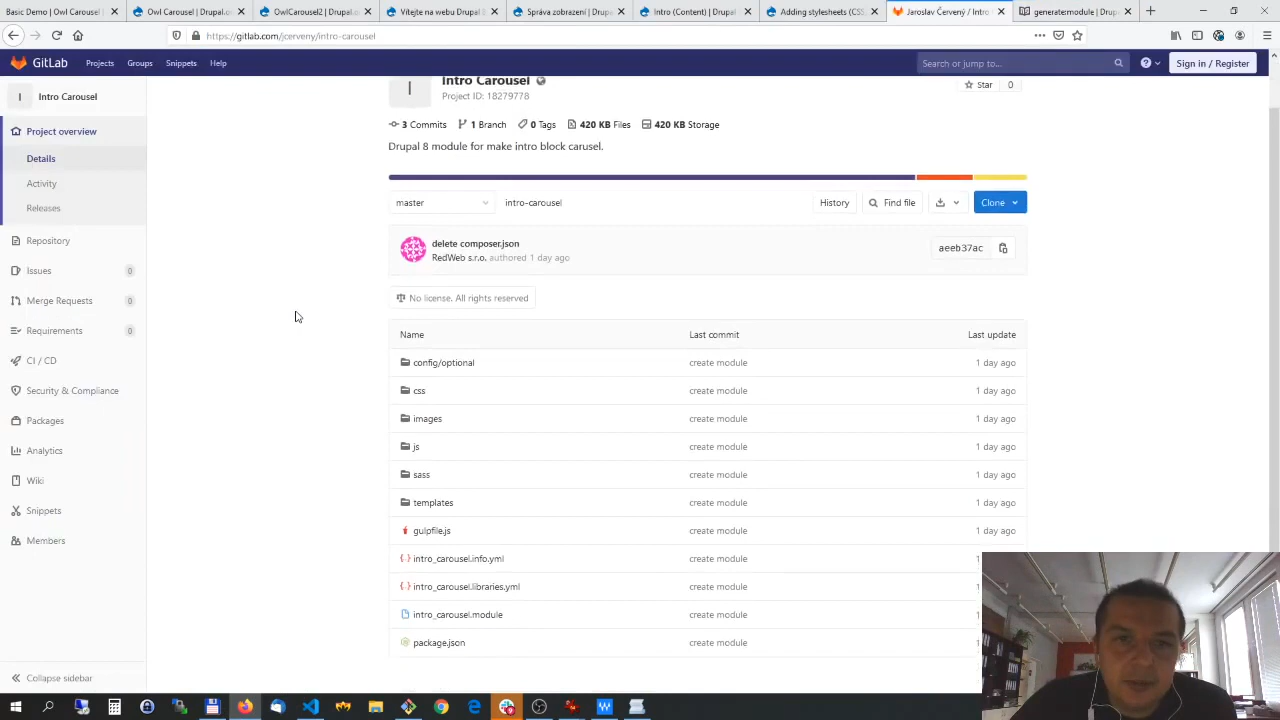 Basic Demo | Owl Carousel |
Owl Carousel | Drupal.o
OwlCarousel2 | Drupal.o
Vítejte na webu Drupal 8
Správa zobrazení | Drupa
Intro (Content) | Drupal
Adding stylesheets (CSS
Jaroslav Červený / Intro
generate:module | Drupa
https://gitlab.com/jcerveny/intro-carousel
GitLab
Projects
Groups
Snippets
Help
Search or jump to...
Sign in / Register
I
Intro Carousel
Project overview
Details
Activity
Releases
Repository
Issues 0
Merge Requests 0
Requirements 0
CI / CD
Security & Compliance
Packages
Analytics
Wiki
Snippets
Members
Collapse sidebar
I
Intro Carousel
Project ID: 18279778
Star 0
3 Commits 1 Branch 0 Tags 420 KB Files 420 KB Storage
Drupal 8 module for make intro block carusel.
master
intro-carousel
History
Find file
Clone
delete composer.json
RedWeb s.r.o. authored 1 day ago
aeeb37ac
No license. All rights reserved
Name Last commit Last update
config/optional create module 1 day ago
css create module 1 day ago
images create module 1 day ago
js create module 1 day ago
sass create module 1 day ago
templates create module 1 day ago
gulpfile.js create module 1 day ago
intro_carousel.info.yml create module
intro_carousel.libraries.yml create module
intro_carousel.module create module
package.json create module